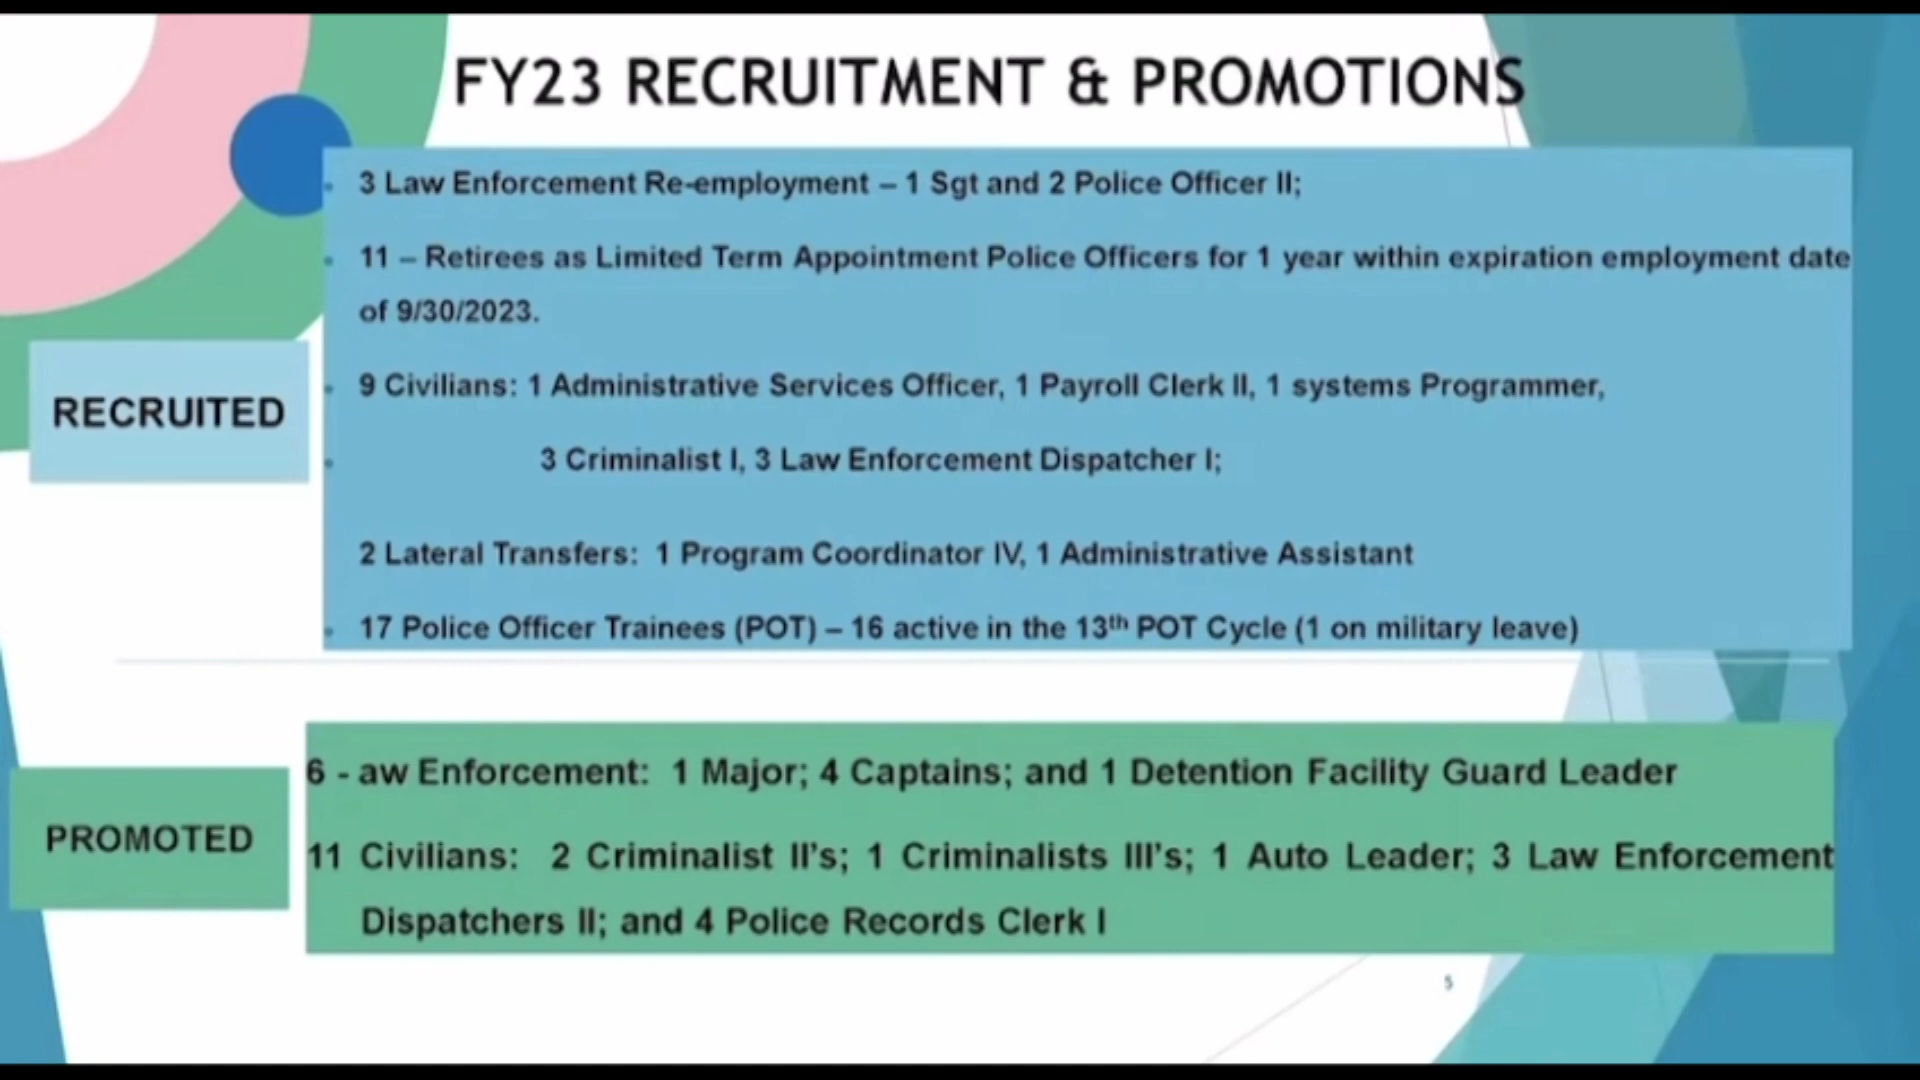 FY23 RECRUITMENT & PROMOTIONS
3 Law Enforcement Re-employment – 1 Sgt and 2 Police Officer II;
11 – Retirees as Limited Term Appointment Police Officers for 1 year within expiration employment date
of 9/30/2023.
RECRUITED
9 Civilians: 1 Administrative Services Officer, 1 Payroll Clerk II, 1 systems Programmer,
3 Criminalist I, 3 Law Enforcement Dispatcher I;
2 Lateral Transfers: 1 Program Coordinator IV, 1 Administrative Assistant
17 Police Officer Trainees (POT) – 16 active in the 13th POT Cycle (1 on military leave)
6 - aw Enforcement: 1 Major; 4 Captains; and 1 Detention Facility Guard Leader
PROMOTED
11 Civilians: 2 Criminalist II's; 1 Criminalists III's; 1 Auto Leader; 3 Law Enforcement
Dispatchers II; and 4 Police Records Clerk I
5